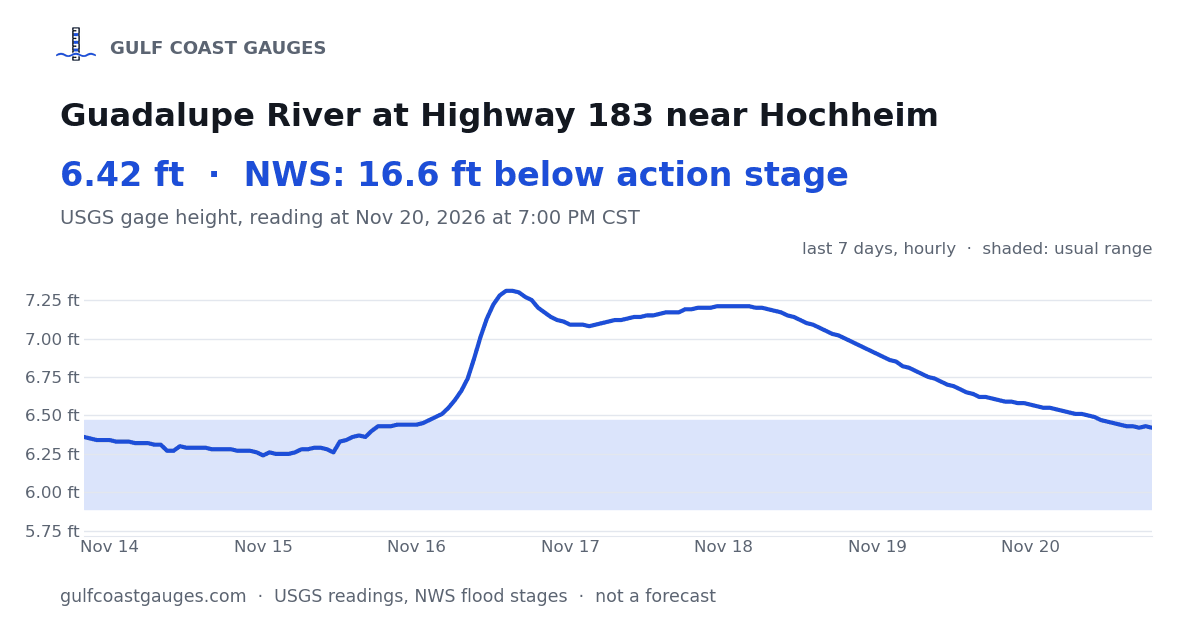 GULF COAST GAUGES
Guadalupe River at Highway 183 near Hochheim
6.42 ft · NWS: 16.6 ft below action stage
USGS gage height, reading at Nov 20, 2026 at 7:00 PM CST
last 7 days, hourly · shaded: usual range
7.25 ft
7.00 ft
6.75 ft
6.50 ft
6.25 ft
6.00 ft
5.75 ft
Nov 14 Nov 15 Nov 16 Nov 17 Nov 18 Nov 19 Nov 20
gulfcoastgauges.com · USGS readings, NWS flood stages · not a forecast